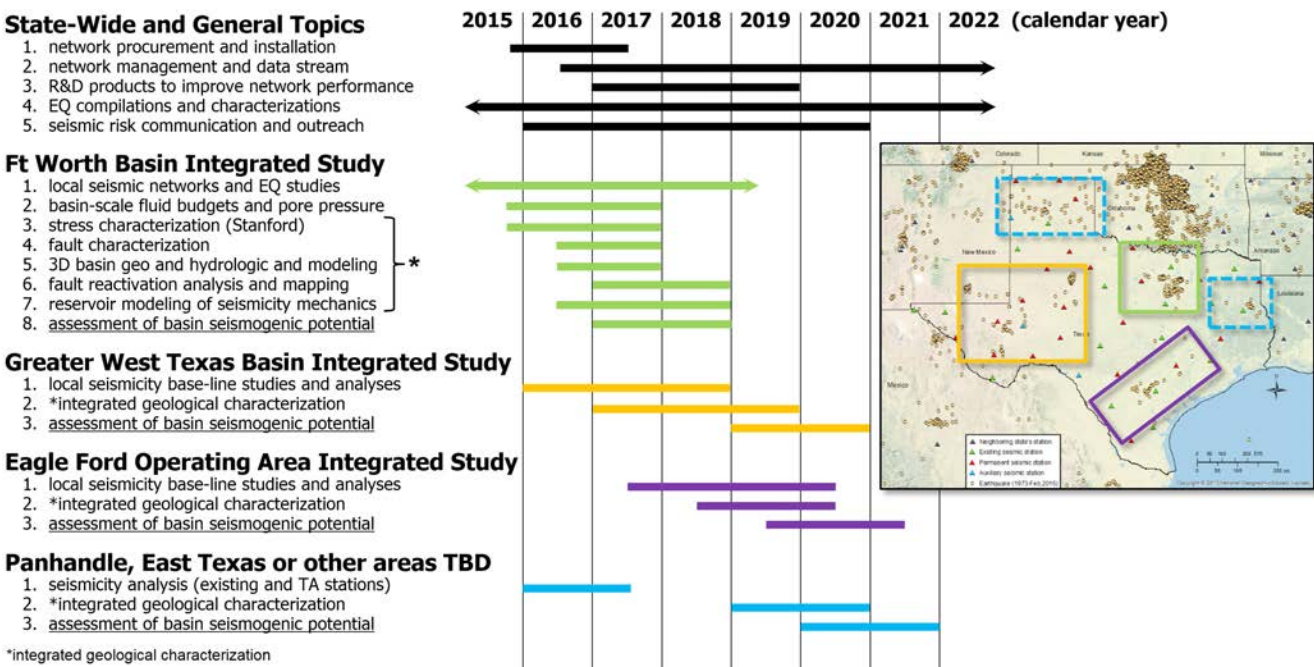 2015 2016 2017 2018 2019 2020 2021 2022 (calendar year)
State-Wide and General Topics
1. network procurement and installation
2. network management and data stream
3. R&D products to improve network performance
4. EQ compilations and characterizations
5. seismic risk communication and outreach
Ft Worth Basin Integrated Study
1. local seismic networks and EQ studies
2. basin-scale fluid budgets and pore pressure
3. stress characterization (Stanford)
4. fault characterization
5. 3D basin geo and hydrologic and modeling
6. fault reactivation analysis and mapping
7. reservoir modeling of seismicity mechanics
*
8. assessment of basin seismogenic potential
Greater West Texas Basin Integrated Study
1. local seismicity base-line studies and analyses
2. *integrated geological characterization
3. assessment of basin seismogenic potential
Eagle Ford Operating Area Integrated Study
1. local seismicity base-line studies and analyses
2. *integrated geological characterization
3. assessment of basin seismogenic potential
Panhandle, East Texas or other areas TBD
1. seismicity analysis (existing and TA stations)
2. *integrated geological characterization
3. assessment of basin seismogenic potential
*integrated geological characterization
Colorado
Kansas
Missouri
Oklahoma
New Mexico
Arkansas
Louisiana
Texas
Mexico
Neighboring state's station
Existing seismic station
Permanent seismic station
Auxiliary seismic station
Earthquake (1973-Feb.2016)